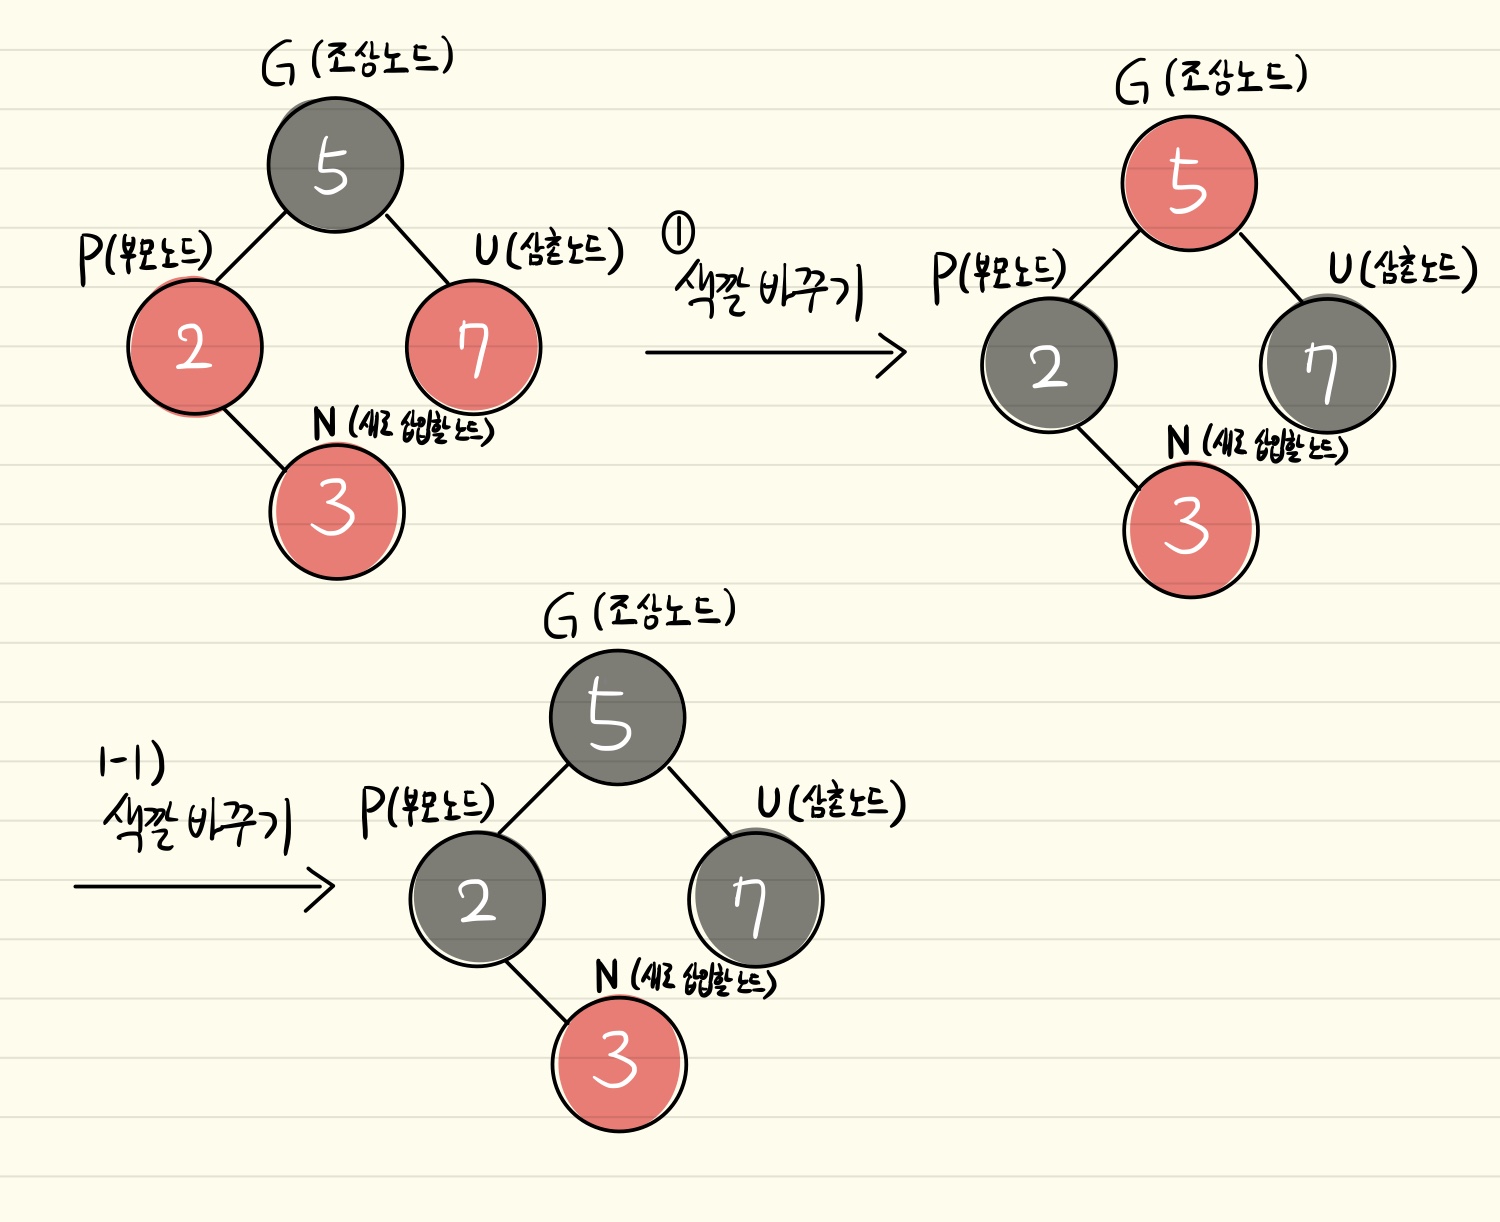 G (조상노드)
5
P(부모노드)
U(삼촌노드)
2
7
N (새로 삽입할 노드)
3
①
색깔 바꾸기
G (조상노드)
5
P(부모노드)
U(삼촌노드)
2
7
N (새로 삽입할 노드)
3
1-1)
색깔 바꾸기
G (조상노드)
5
P(부모노드)
U(삼촌노드)
2
7
N (새로 삽입할 노드)
3